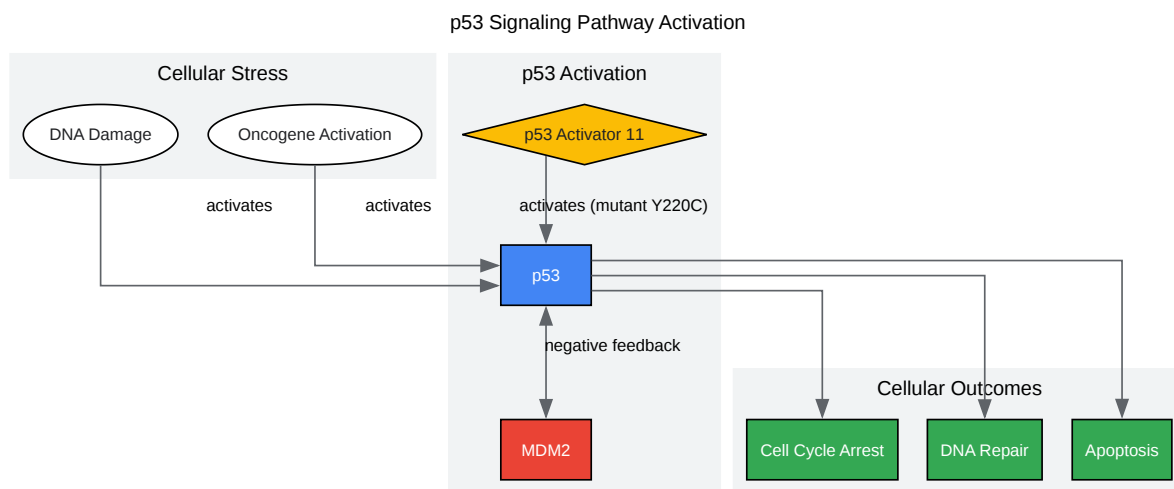 p53 Signaling Pathway Activation
Cellular Stress
p53 Activation
DNA Damage
Oncogene Activation
p53 Activator 11
activates
activates
activates (mutant Y220C)
p53
negative feedback
Cellular Outcomes
MDM2
Cell Cycle Arrest
DNA Repair
Apoptosis